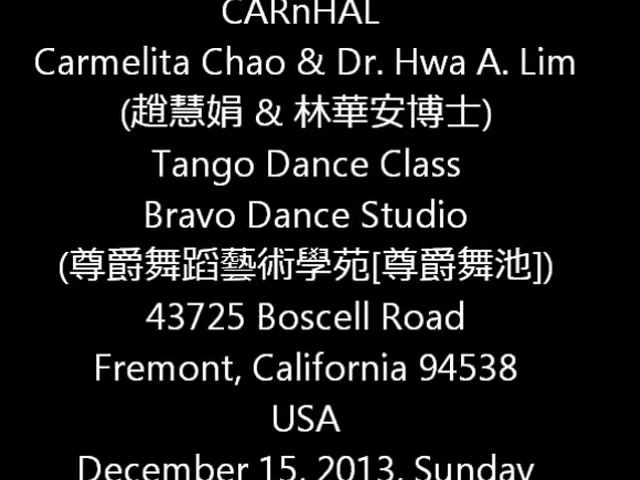 CARnHAL
Carmelita Chao & Dr. Hwa A. Lim
(趙慧娟 & 林華安博士)
Tango Dance Class
Bravo Dance Studio
(尊爵舞蹈藝術學苑[尊爵舞池])
43725 Boscell Road
Fremont, California 94538
USA
December 15, 2013, Sunday